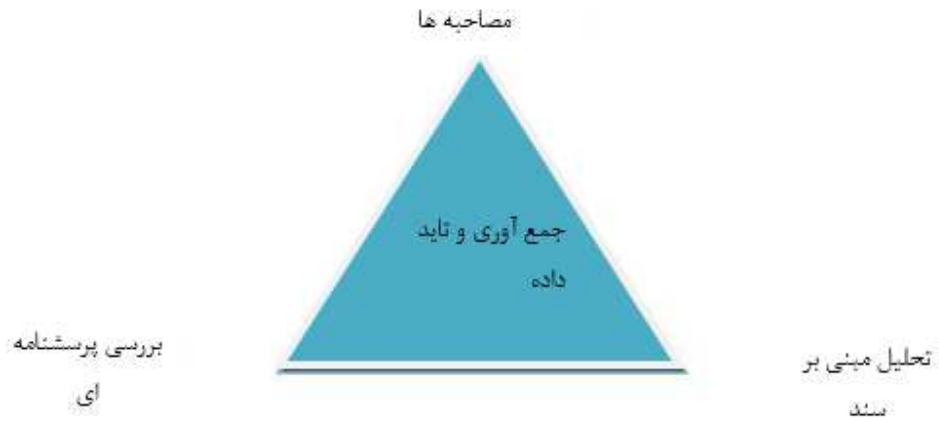 مصاحبه ها
جمع آوری و تاید
داده
بررسی پرسشنامه
ای
تحلیل مبنی بر
سند